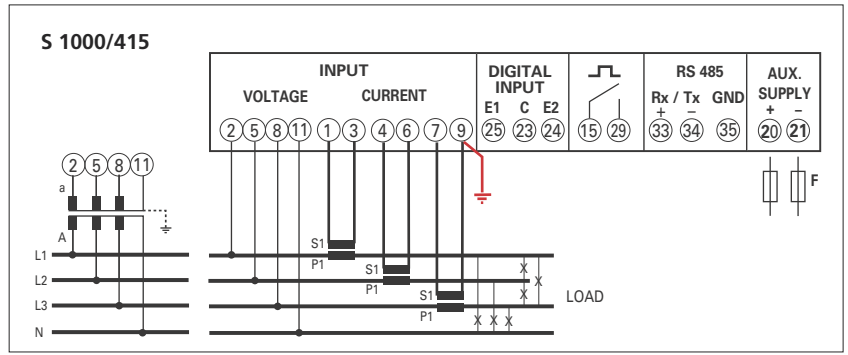 S 1000/415
INPUT
VOLTAGE CURRENT
DIGITAL
INPUT
E1 C E2
RS 485
Rx / Tx GND
+ −
AUX.
SUPPLY
+ −
2 5 8 11 1 3 4 6 7 9 25 23 24 15 29 33 34 35 20 21
F
2 5 8 11
a
A
S1
P1
S1
P1
S1
P1
L1
L2
L3
N
X
X
X
X X X
LOAD